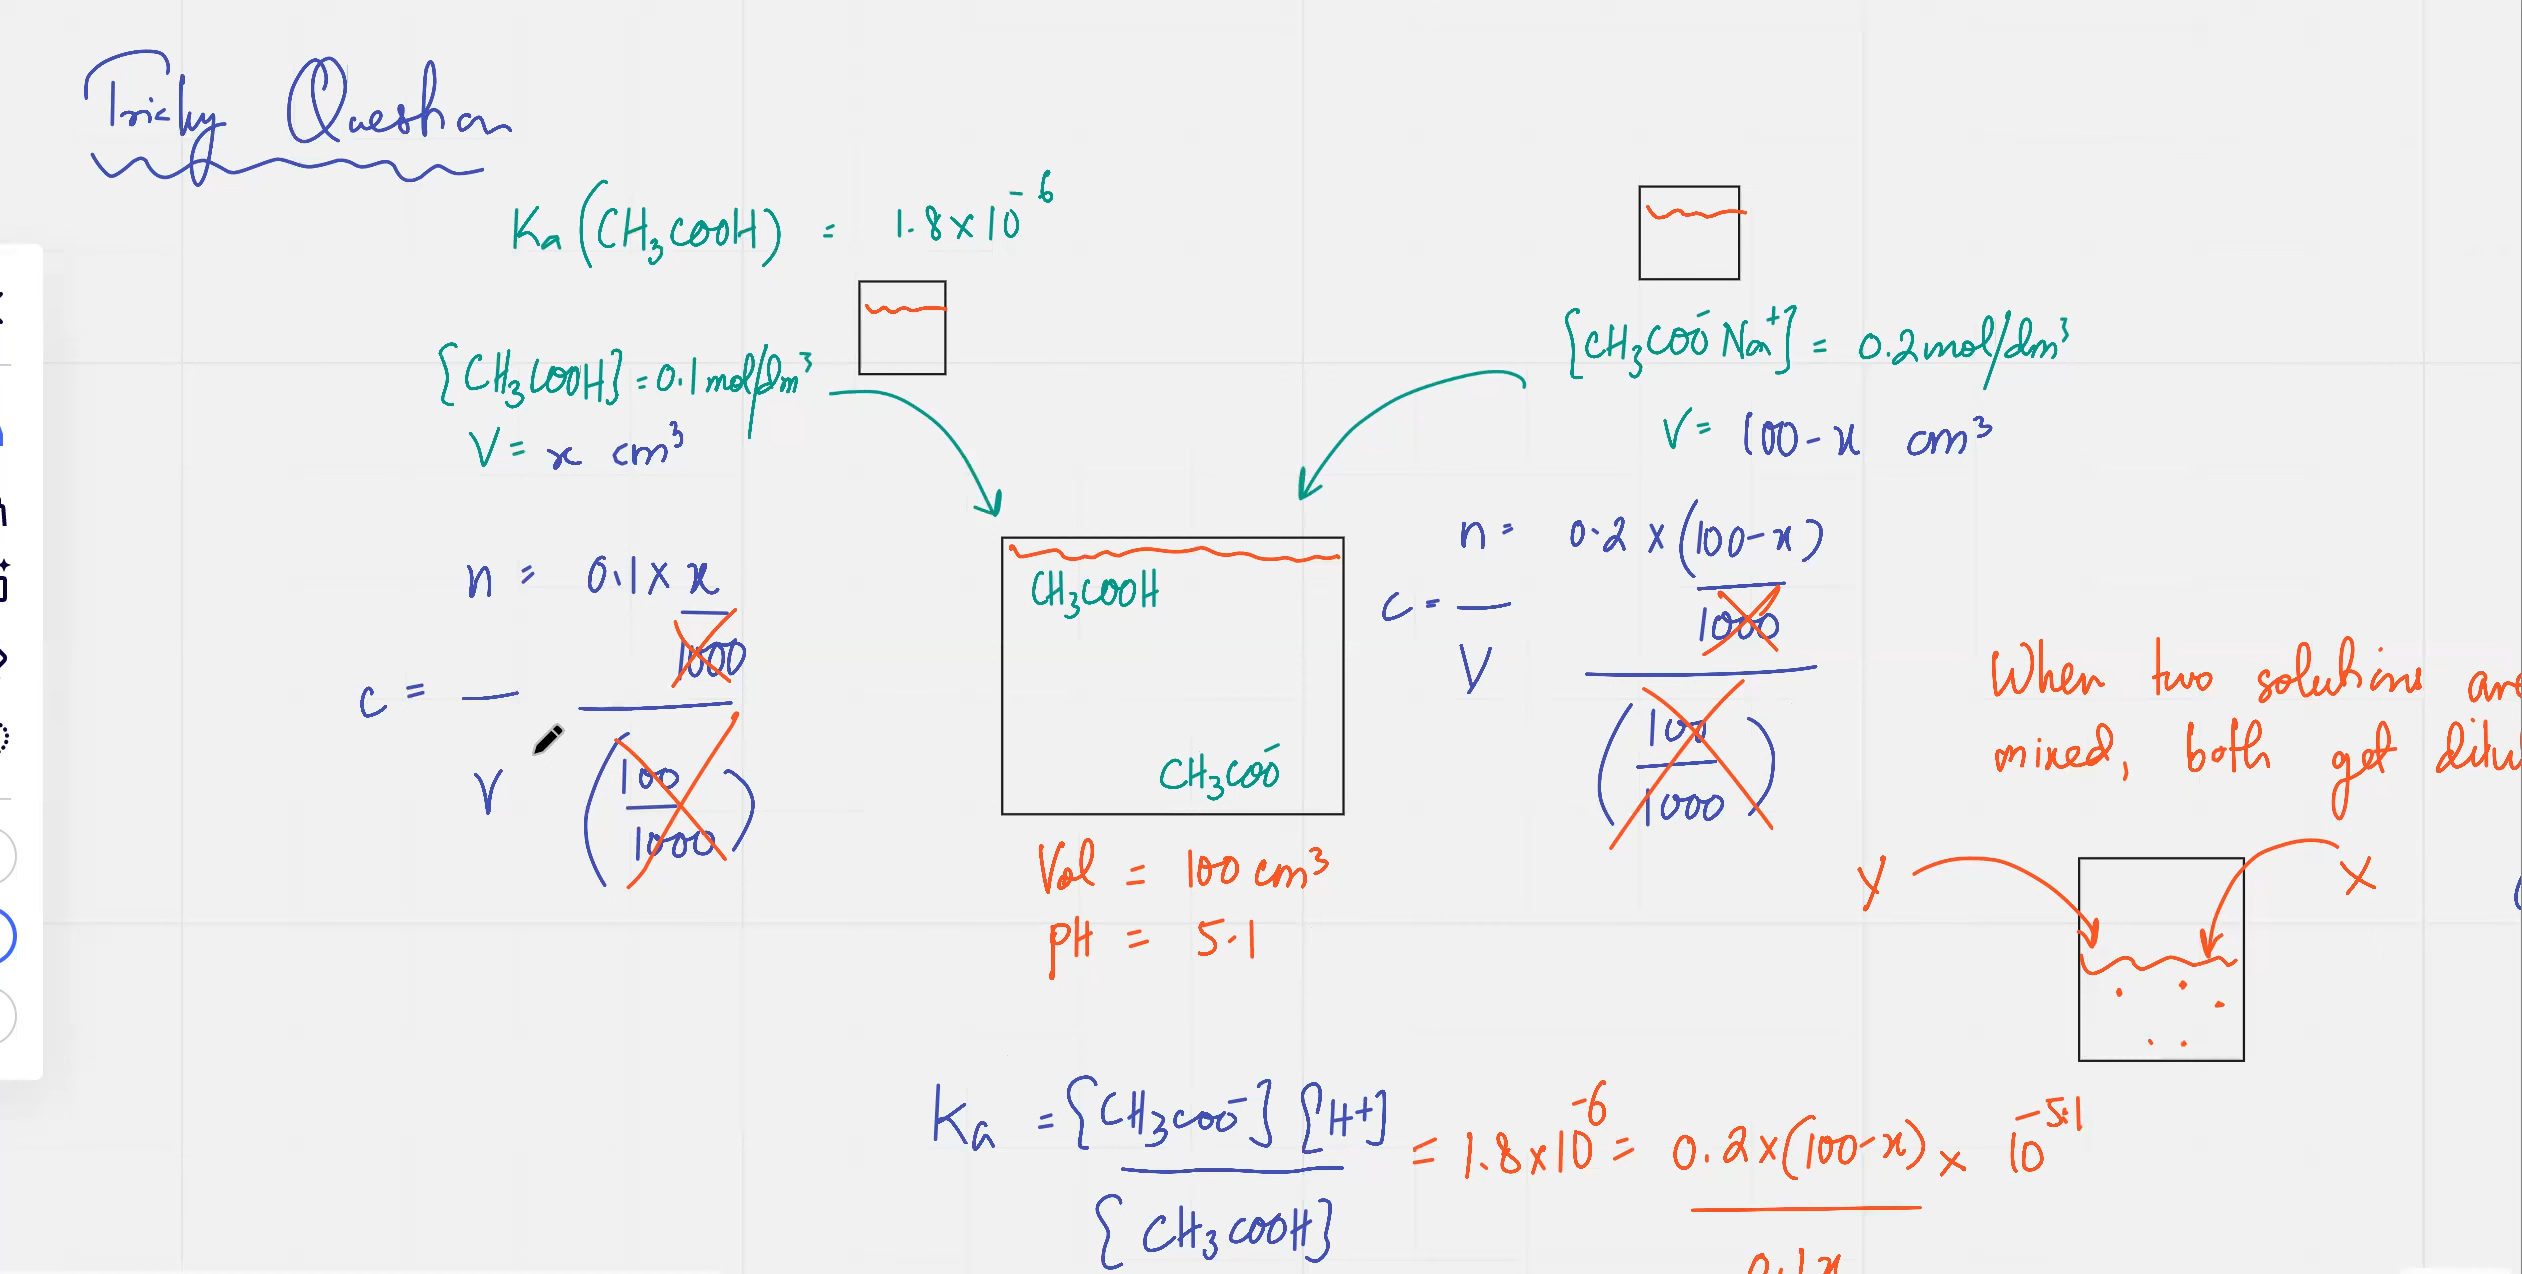 Tricky Question
Ka (CH₃COOH) = 1.8 × 10⁻⁶
[CH₃COOH] = 0.1 mol/dm³
V = x cm³
[CH₃COO⁻Na⁺] = 0.2 mol/dm³
V = 100 - x cm³
n = 0.1 × x
1000
c =
V
(100
1000)
CH₃COOH
CH₃COO⁻
Vol = 100 cm³
pH = 5.1
n = 0.2 × (100 - x)
1000
c =
V
(100
1000)
When two solutions are
mixed, both get dilu
Y
X
Ka = [CH₃COO⁻] [H⁺] = 1.8 × 10⁻⁶ = 0.2 × (100 - x) × 10⁻⁵·¹
[CH₃COOH]
0.1x